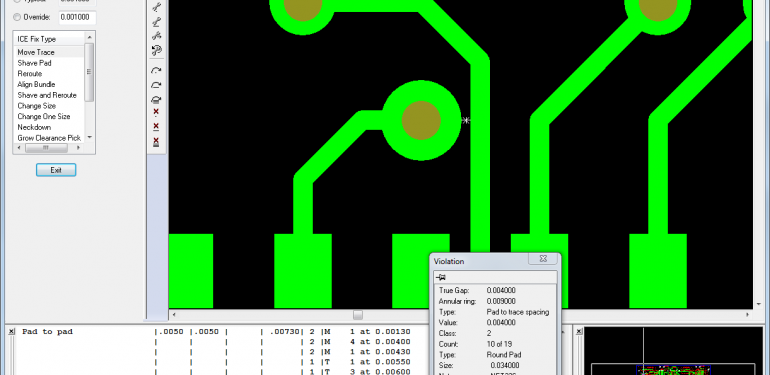 Override: 0.001000
ICE Fix Type
Move Trace
Shave Pad
Reroute
Align Bundle
Shave and Reroute
Change Size
Change One Size
Neckdown
Grow Clearance Pick
Exit
Violation
True Gap: 0.004000
Annular ring: 0.009000
Type: Pad to trace spacing
Value: 0.004000
Class: 2
Count: 10 of 19
Type: Round Pad
Size: 0.034000
Pad to pad |.0050 |.0050 | | .00730| 2 |M 1 at 0.00130
| | | | | 2 |M 4 at 0.00400
| | | | | 2 |M 1 at 0.00430
| | | | | 1 |T 1 at 0.00550
| | | | | 1 |T 3 at 0.00600